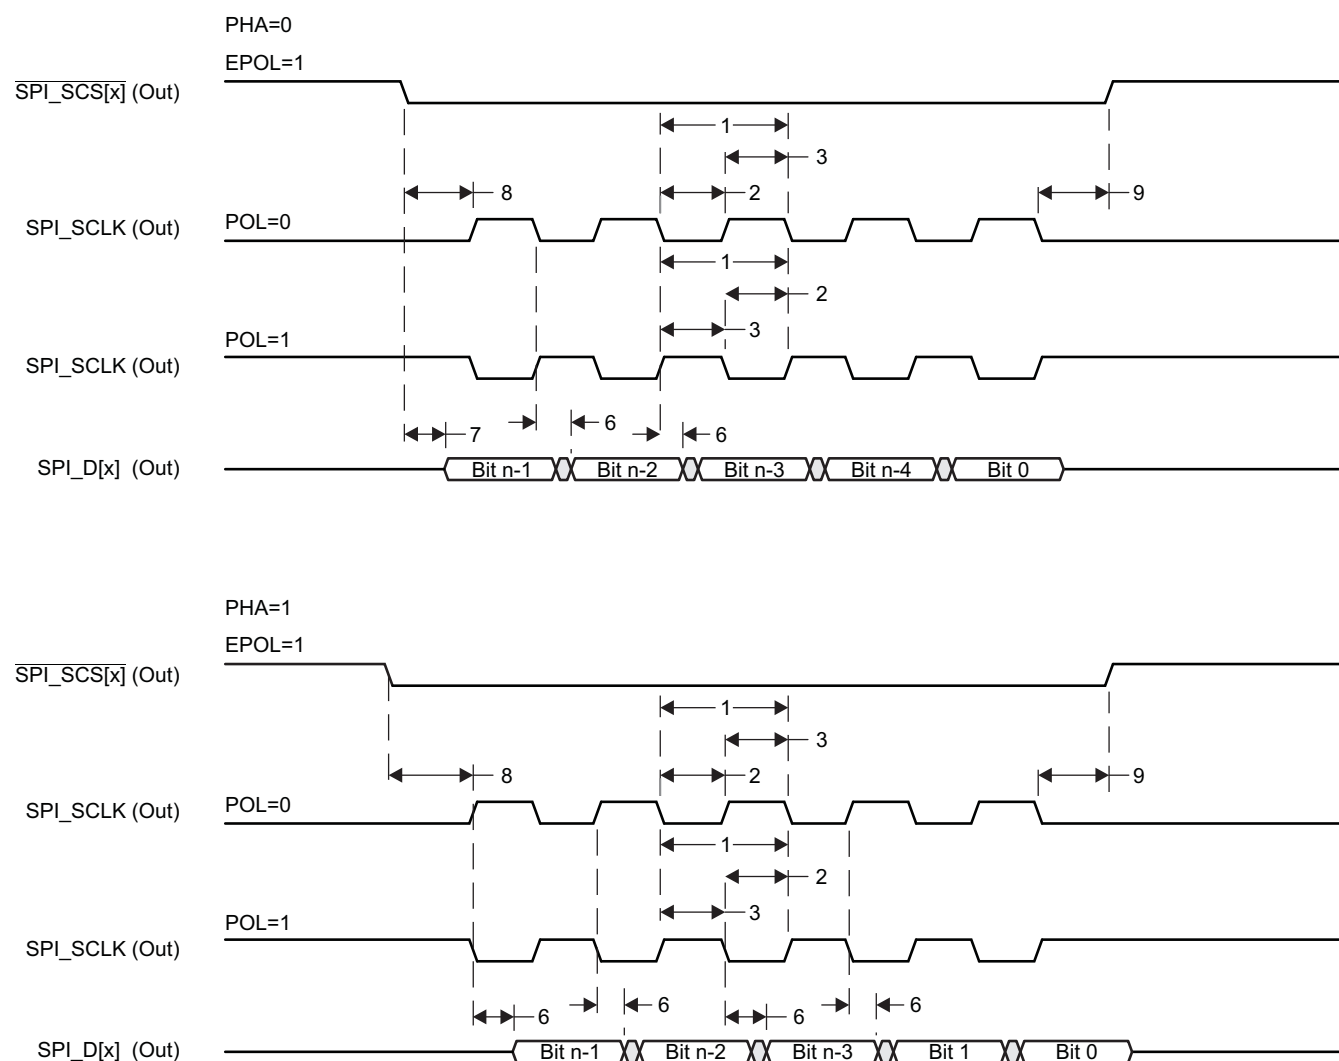 PHA=0
EPOL=1
SPI_SCS[x] (Out)
1
3
8
2
9
SPI_SCLK (Out)
POL=0
1
2
3
POL=1
SPI_SCLK (Out)
7
6
6
SPI_D[x] (Out)
Bit n-1
Bit n-2
Bit n-3
Bit n-4
Bit 0
PHA=1
EPOL=1
SPI_SCS[x] (Out)
1
3
8
2
9
SPI_SCLK (Out)
POL=0
1
2
3
POL=1
SPI_SCLK (Out)
6
6
6
6
SPI_D[x] (Out)
Bit n-1
Bit n-2
Bit n-3
Bit 1
Bit 0